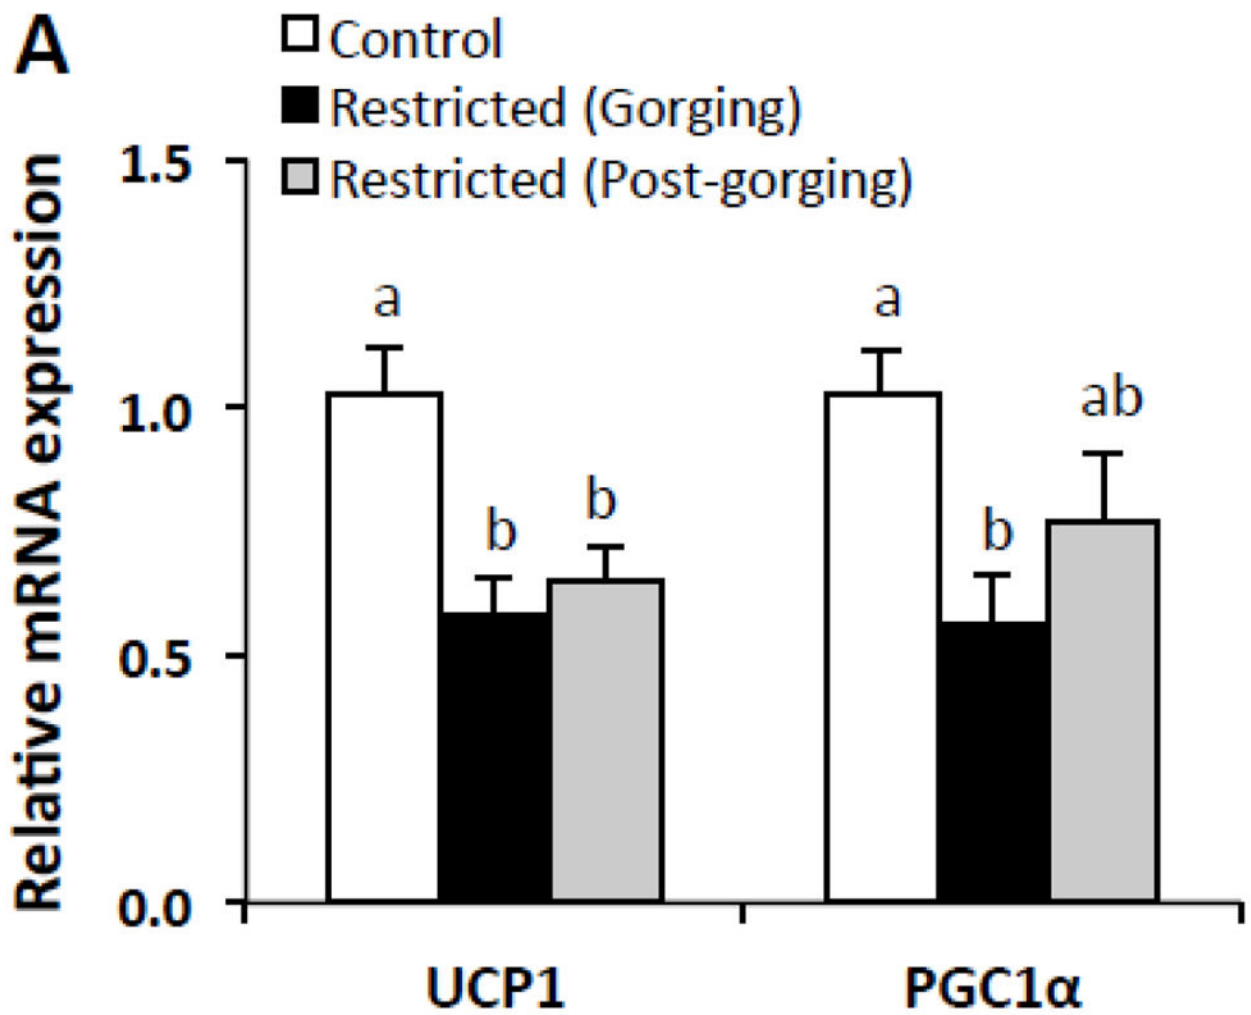 A
Control
Restricted (Gorging)
Restricted (Post-gorging)
Relative mRNA expression
1.5
1.0
0.5
0.0
a
b
b
a
b
ab
UCP1
PGC1α